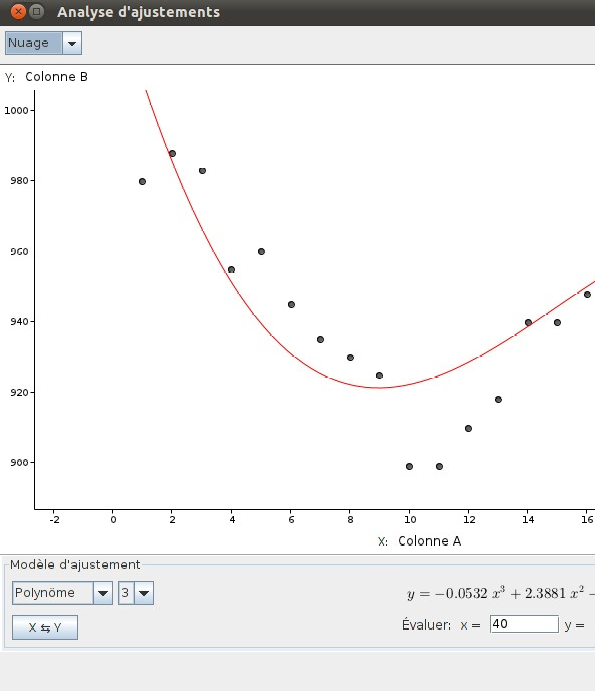 Analyse d'ajustements
Nuage
Y: Colonne B
1000
980
960
940
920
900
-2 0 2 4 6 8 10 12 14 16
X: Colonne A
Modèle d'ajustement
Polynôme 3
y = −0.0532 x³ + 2.3881 x² −
X ⇆ Y
Évaluer: x = 40 y =